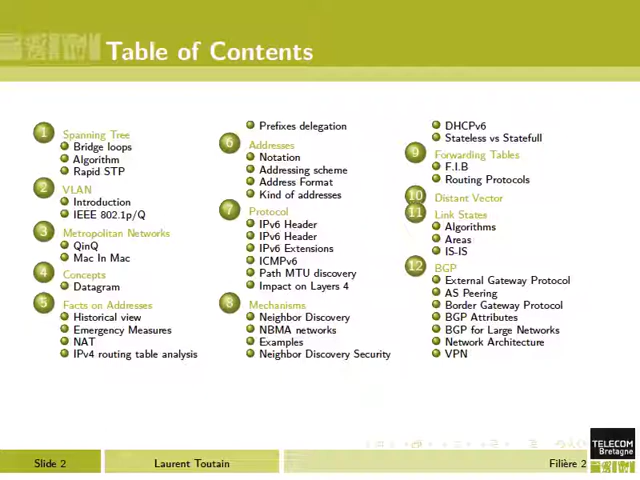 Table of Contents
1 Spanning Tree
Bridge loops
Algorithm
Rapid STP
2 VLAN
Introduction
IEEE 802.1p/Q
3 Metropolitan Networks
QinQ
Mac In Mac
4 Concepts
Datagram
5 Facts on Addresses
Historical view
Emergency Measures
NAT
IPv4 routing table analysis
Prefixes delegation
6 Addresses
Notation
Addressing scheme
Address Format
Kind of addresses
7 Protocol
IPv6 Header
IPv6 Header
IPv6 Extensions
ICMPv6
Path MTU discovery
Impact on Layers 4
8 Mechanisms
Neighbor Discovery
NBMA networks
Examples
Neighbor Discovery Security
DHCPv6
Stateless vs Statefull
9 Forwarding Tables
F.I.B
Routing Protocols
10 Distant Vector
11 Link States
Algorithms
Areas
IS-IS
12 BGP
External Gateway Protocol
AS Peering
Border Gateway Protocol
BGP Attributes
BGP for Large Networks
Network Architecture
VPN
TELECOM
Bretagne
Slide 2
Laurent Toutain
Filière 2